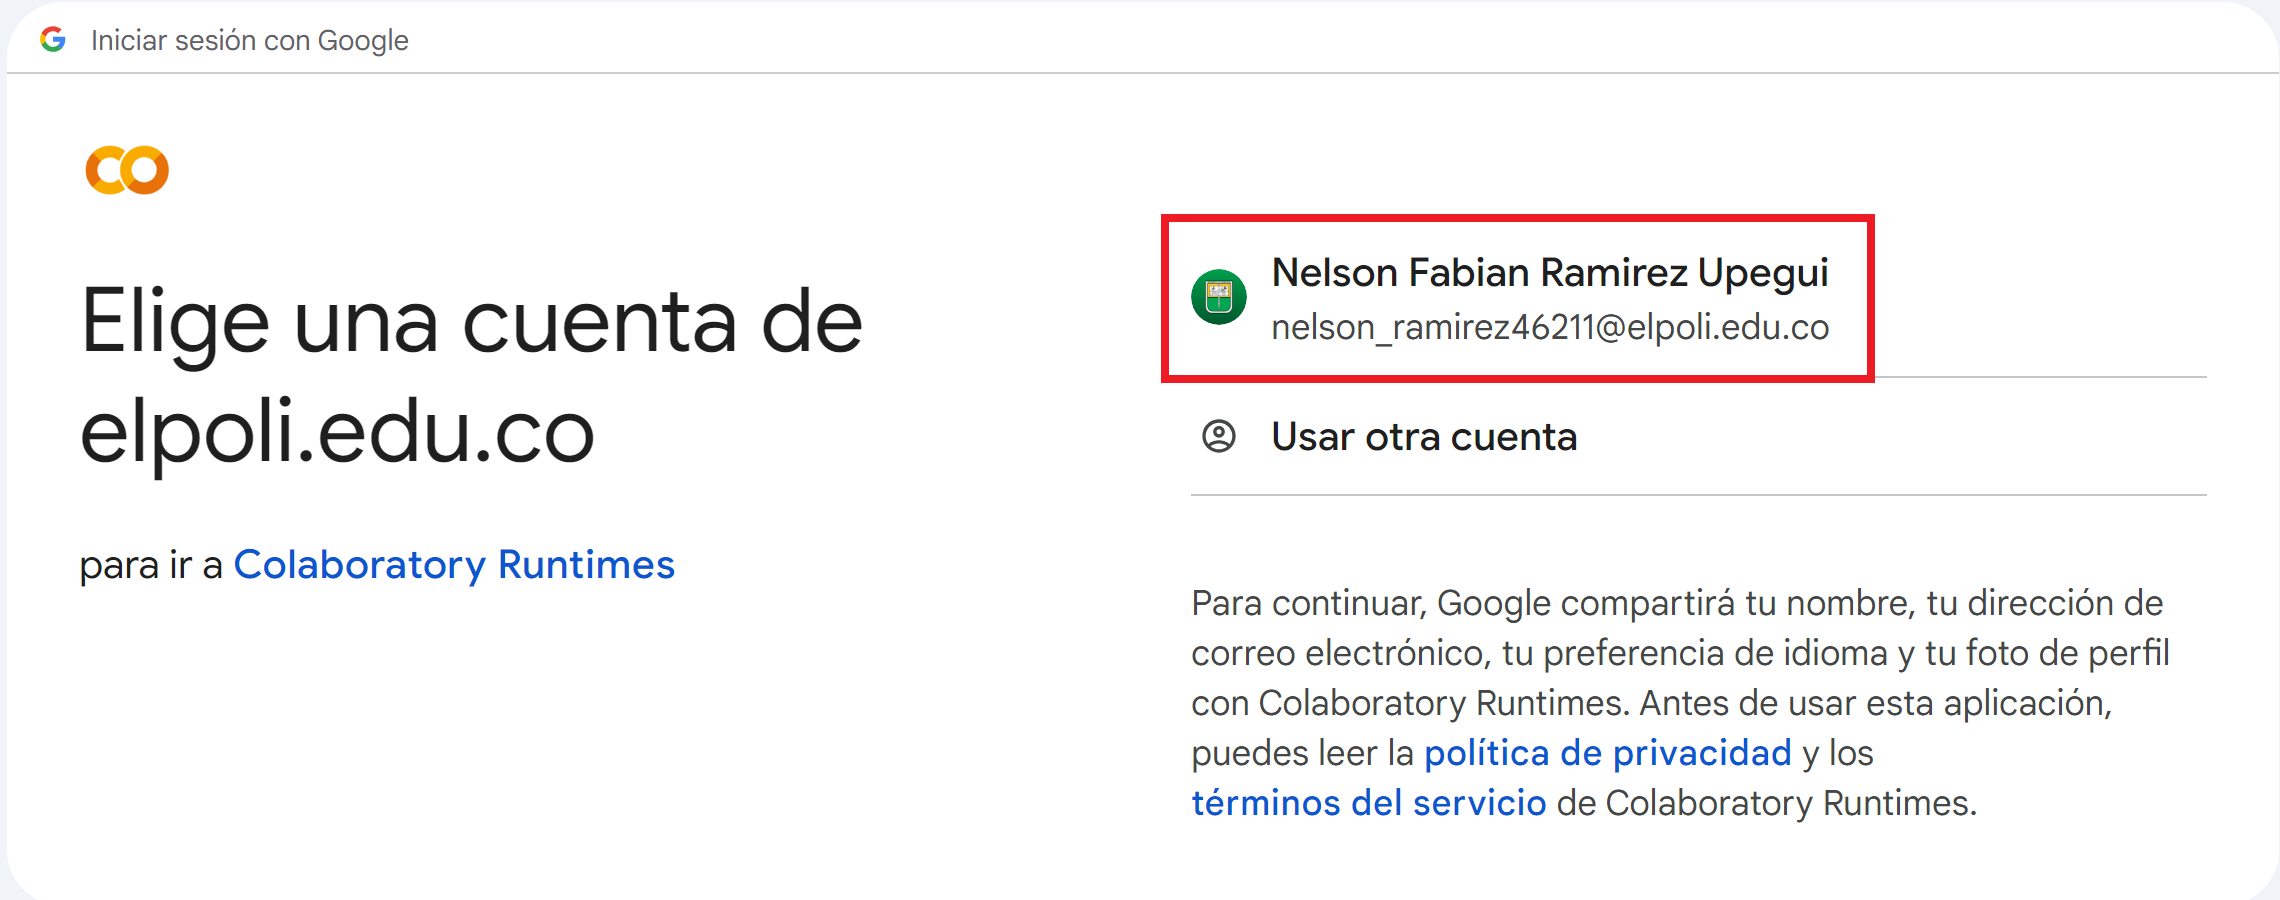 Iniciar sesión con Google
Elige una cuenta de
elpoli.edu.co
para ir a Colaboratory Runtimes
Nelson Fabian Ramirez Upegui
nelson_ramirez46211@elpoli.edu.co
Usar otra cuenta
Para continuar, Google compartirá tu nombre, tu dirección de
correo electrónico, tu preferencia de idioma y tu foto de perfil
con Colaboratory Runtimes. Antes de usar esta aplicación,
puedes leer la política de privacidad y los
términos del servicio de Colaboratory Runtimes.